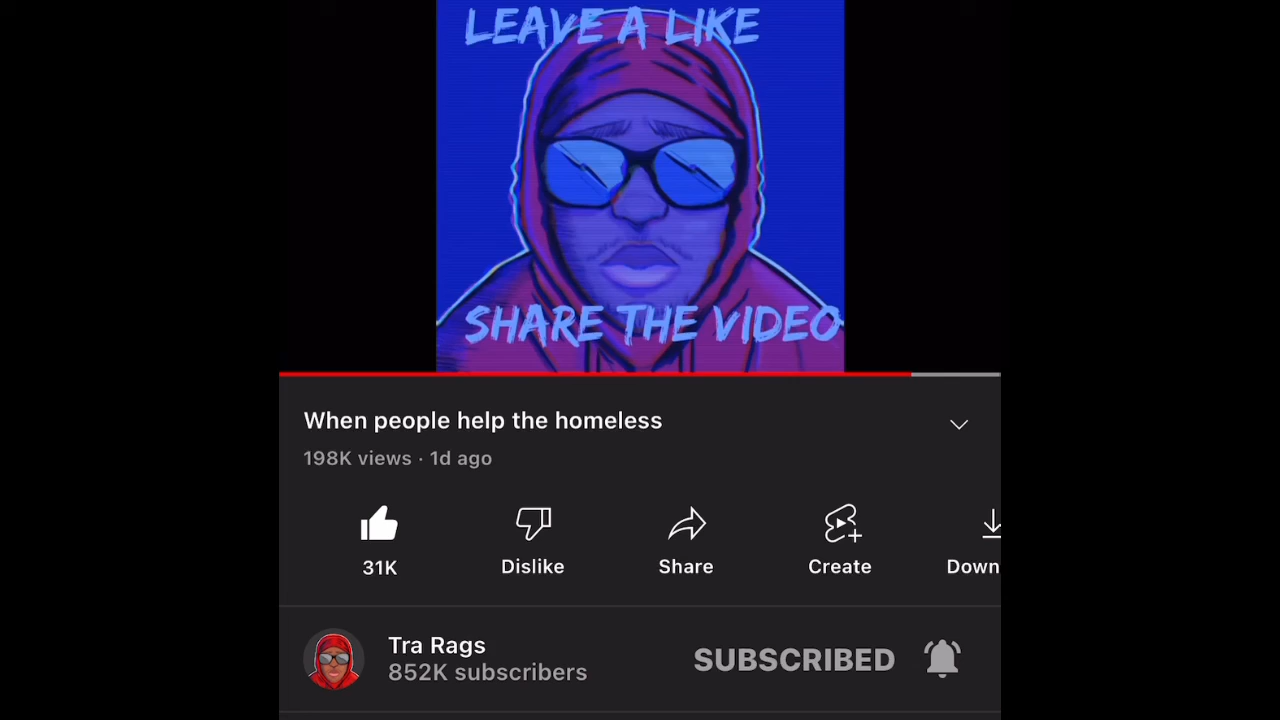 LEAVE A LIKE
SHARE THE VIDEO
When people help the homeless
198K views · 1d ago
31K Dislike Share Create Down
Tra Rags
852K subscribers
SUBSCRIBED